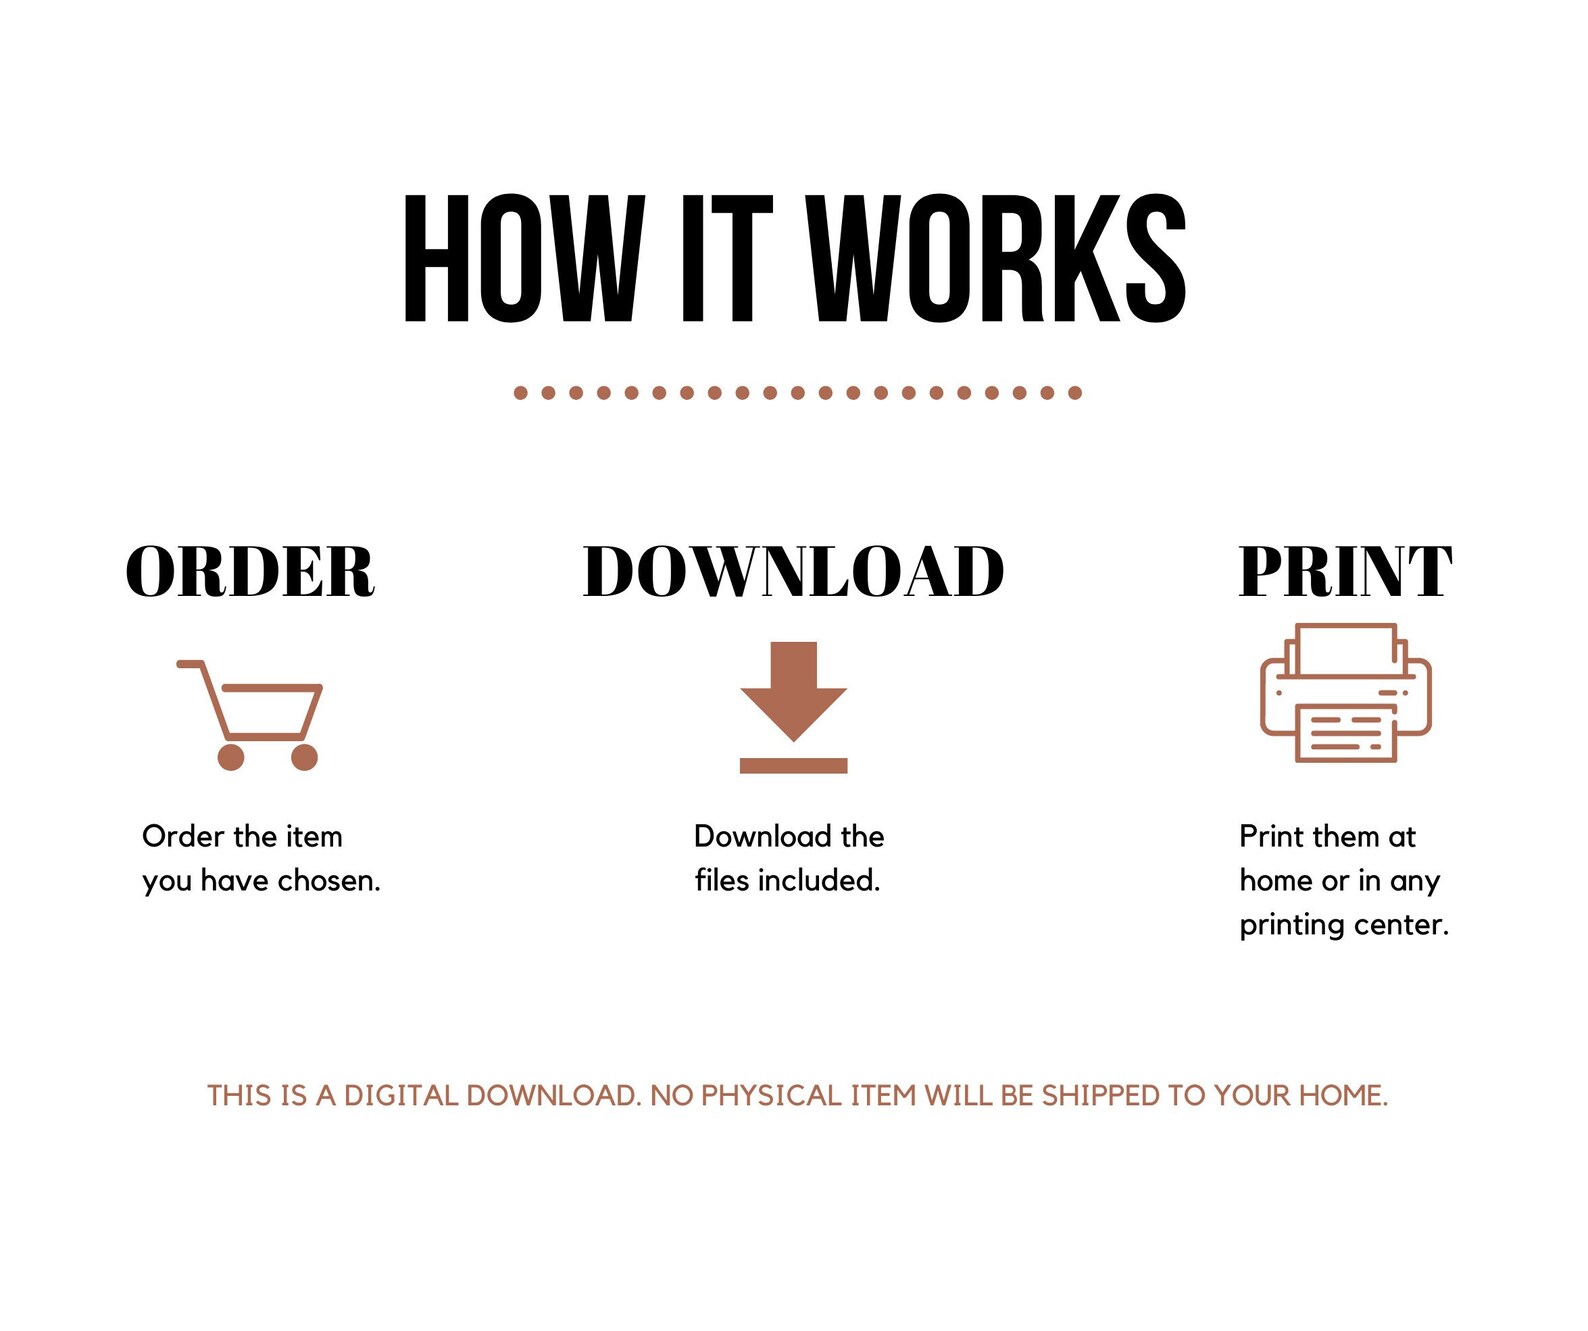 HOW IT WORKS
ORDER
Order the item
you have chosen.
DOWNLOAD
Download the
files included.
PRINT
Print them at
home or in any
printing center.
THIS IS A DIGITAL DOWNLOAD. NO PHYSICAL ITEM WILL BE SHIPPED TO YOUR HOME.